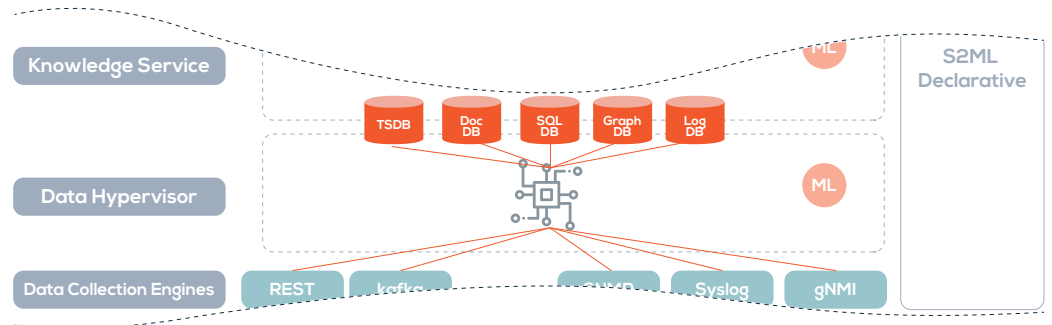 Knowledge Service
ML
S2ML
Declarative
TSDB
Doc
DB
SQL
DB
Graph
DB
Log
DB
Data Hypervisor
ML
Data Collection Engines
REST
kafka
Syslog
gNMI